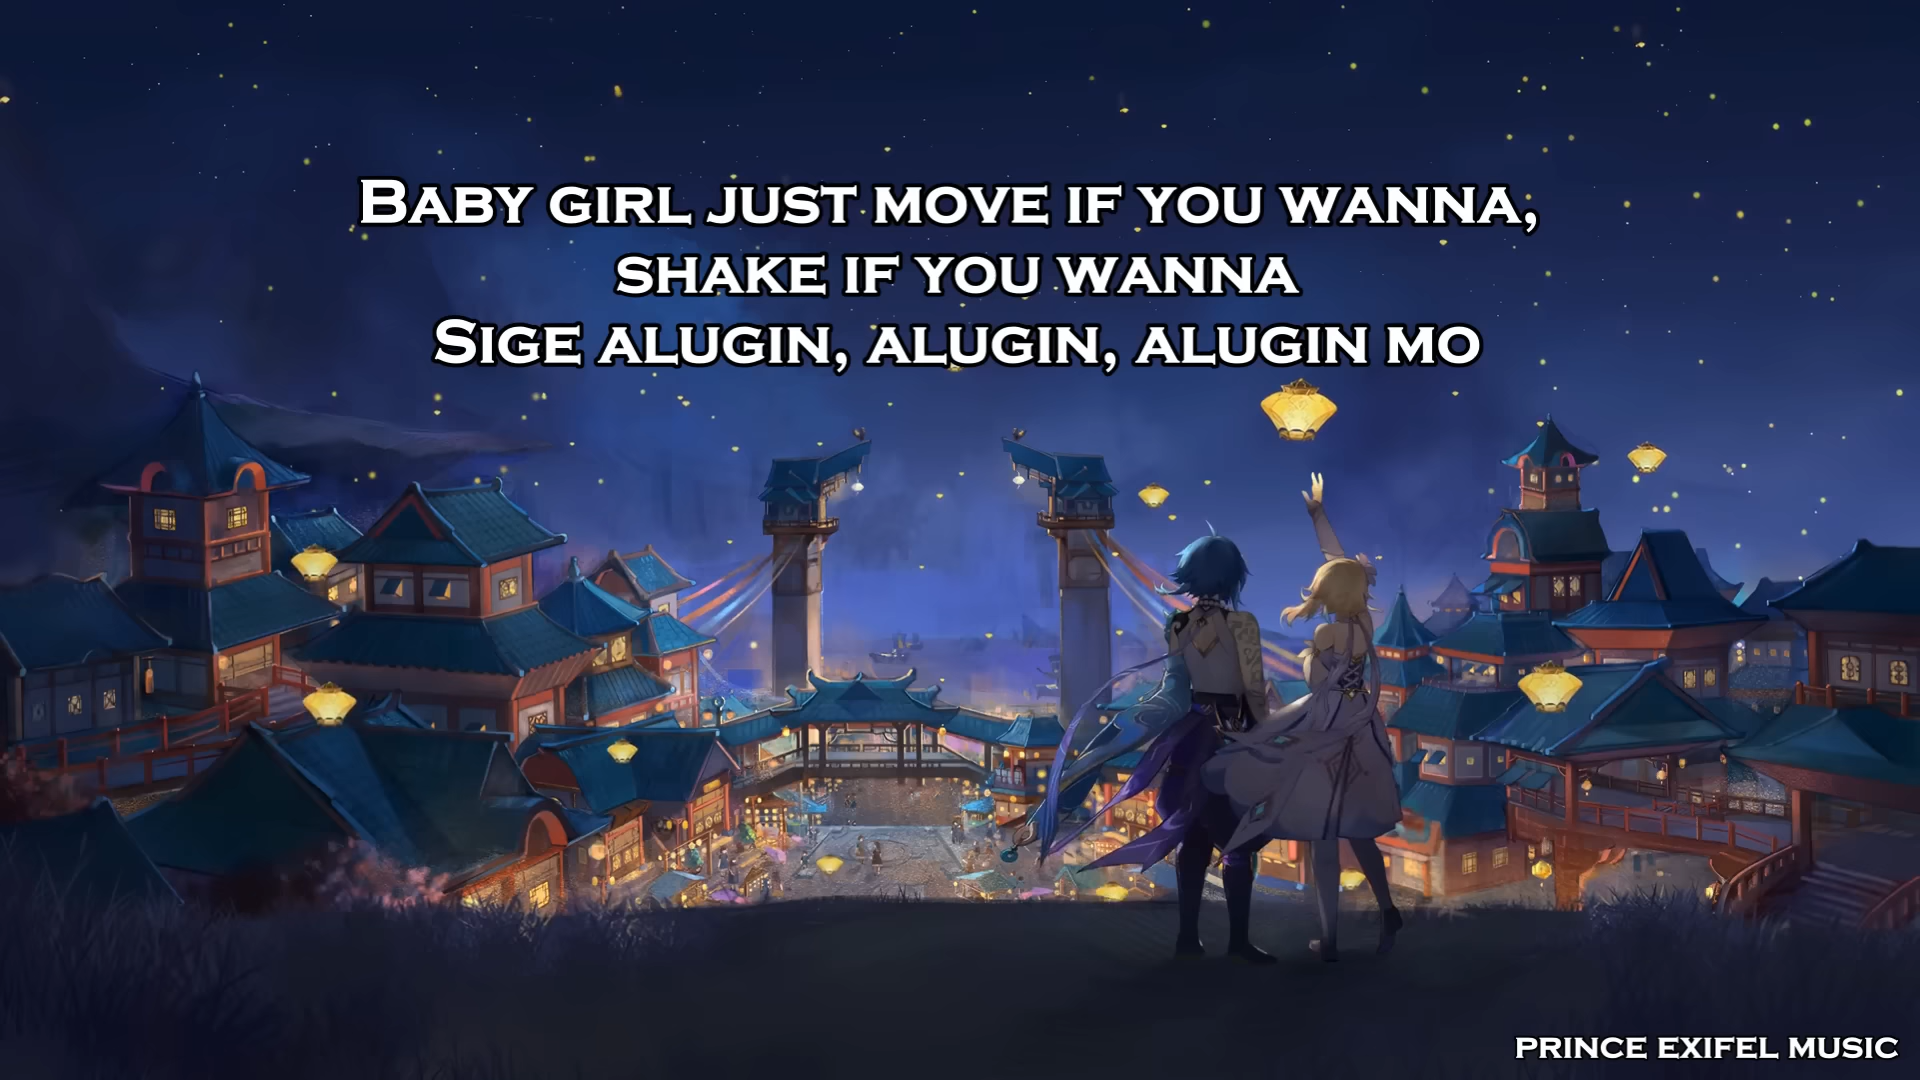 Baby girl just move if you wanna,
shake if you wanna
Sige alugin, alugin, alugin mo
PRINCE EXIFEL MUSIC